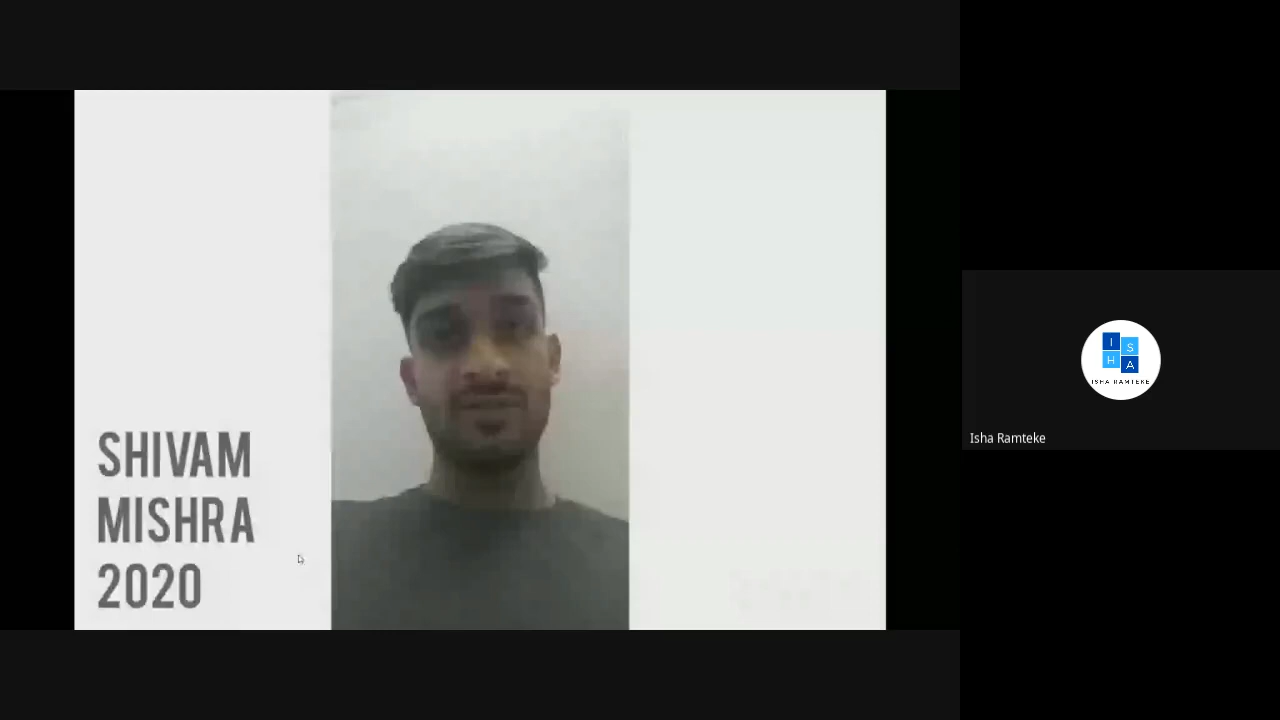 SHIVAM
MISHRA
2020
I
S
H
A
ISHA RAMTEKE
Isha Ramteke